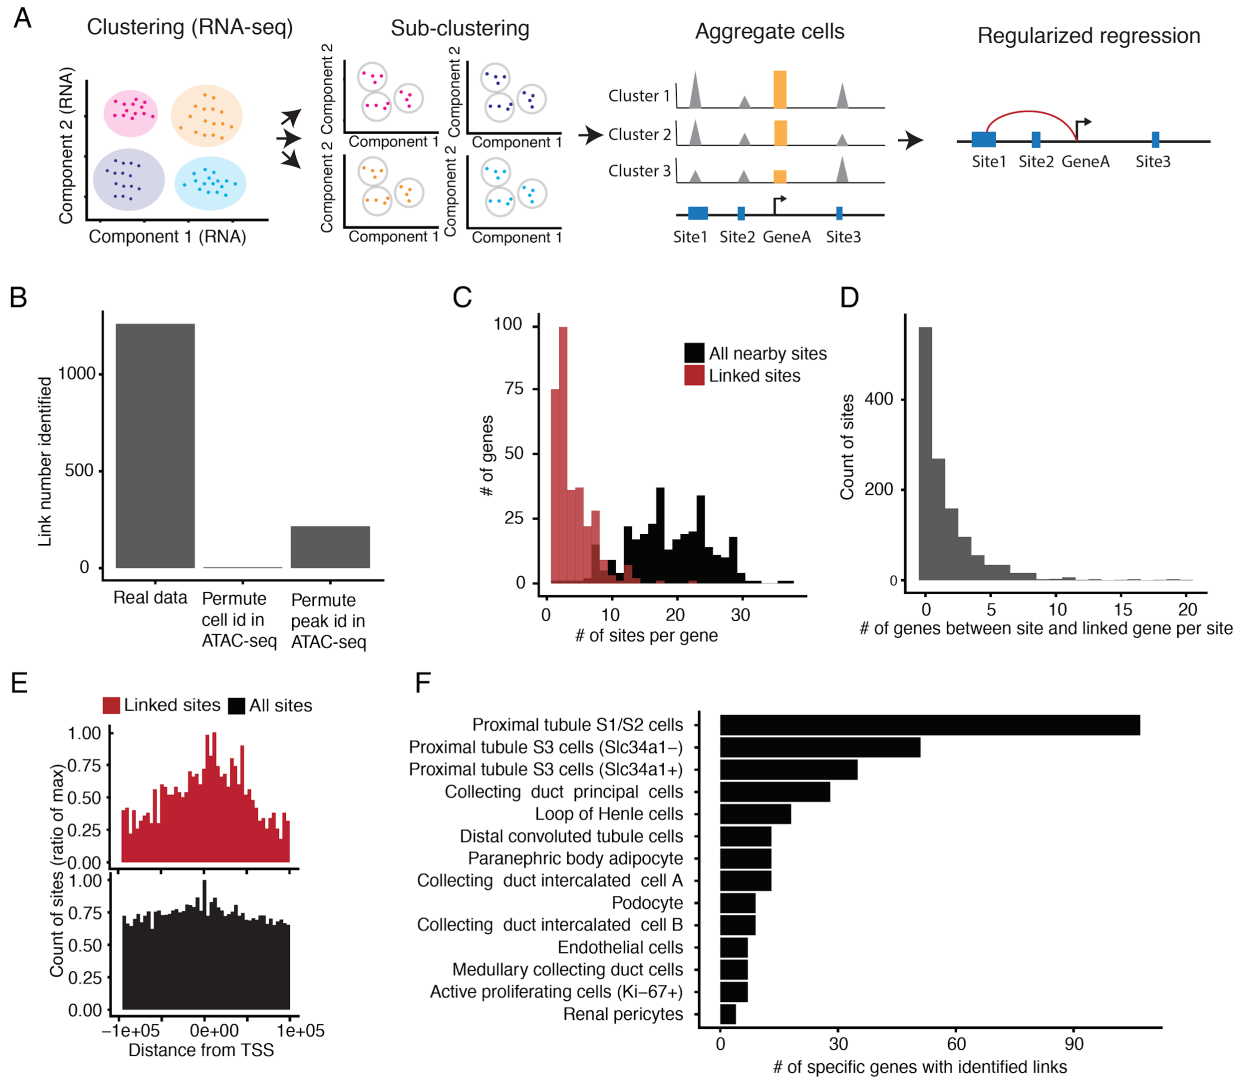 A
Clustering (RNA-seq)
Sub-clustering
Aggregate cells
Regularized regression
Component 2 (RNA)
Component 1 (RNA)
Component 2
Component 1
Component 2
Component 1
Component 2
Component 1
Component 2
Component 1
Cluster 1
Cluster 2
Cluster 3
Site1 Site2 GeneA Site3
Site1 Site2 GeneA Site3
B
Link number identified
1000
500
0
Real data
Permute
cell id in
ATAC-seq
Permute
peak id in
ATAC-seq
C
# of genes
100
75
50
25
0
All nearby sites
Linked sites
0 10 20 30
# of sites per gene
D
Count of sites
400
200
0
0 5 10 15 20
# of genes between site and linked gene per site
E
Linked sites All sites
Count of sites (ratio of max)
1.00
0.75
0.50
0.25
0.00
1.00
0.75
0.50
0.25
0.00
−1e+05 0e+00 1e+05
Distance from TSS
F
Proximal tubule S1/S2 cells
Proximal tubule S3 cells (Slc34a1−)
Proximal tubule S3 cells (Slc34a1+)
Collecting duct principal cells
Loop of Henle cells
Distal convoluted tubule cells
Paranephric body adipocyte
Collecting duct intercalated cell A
Podocyte
Collecting duct intercalated cell B
Endothelial cells
Medullary collecting duct cells
Active proliferating cells (Ki−67+)
Renal pericytes
0 30 60 90
# of specific genes with identified links